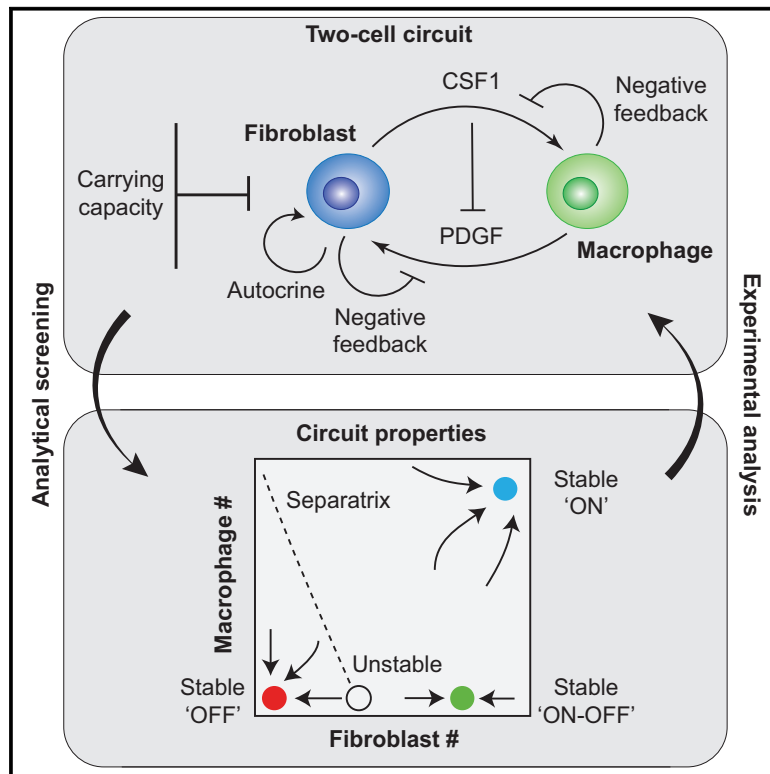 Two-cell circuit
CSF1
Negative
feedback
Fibroblast
Carrying
capacity
PDGF
Macrophage
Autocrine
Negative
feedback
Analytical screening
Experimental analysis
Circuit properties
Stable
'ON'
Separatrix
Macrophage #
Unstable
Stable
'OFF'
Stable
'ON-OFF'
Fibroblast #